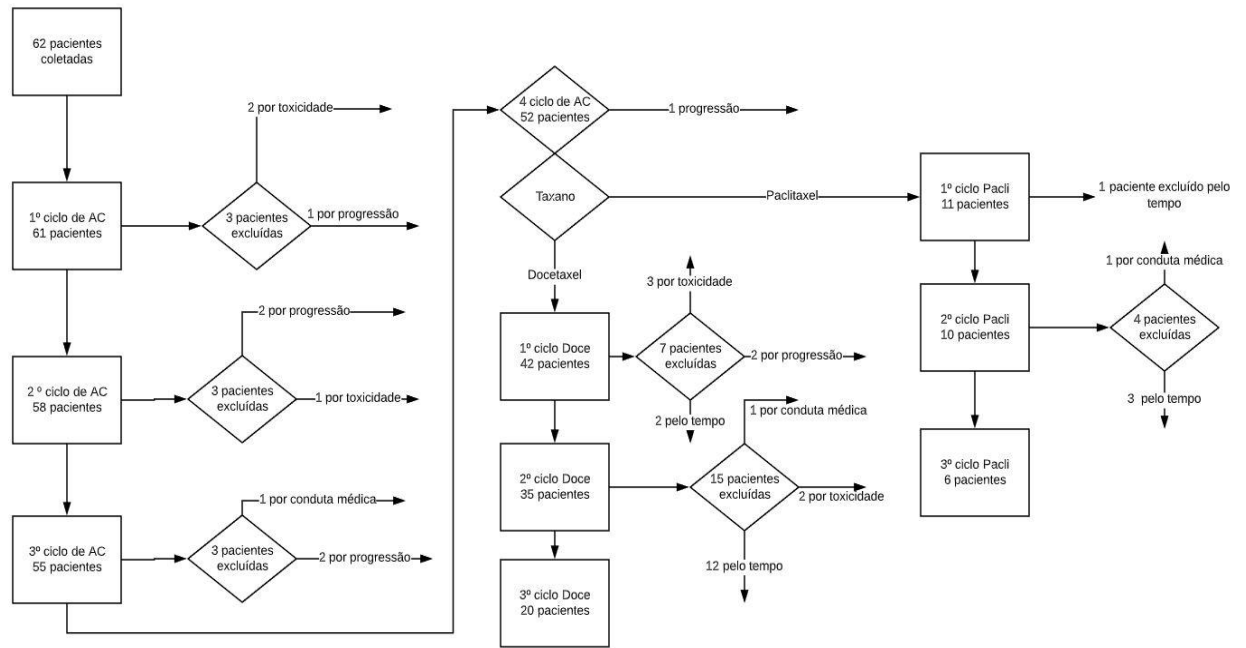 62 pacientes
coletadas
2 por toxicidade
1º ciclo de AC
61 pacientes
3 pacientes
excluídas
1 por progressão
2 por progressão
2 º ciclo de AC
58 pacientes
3 pacientes
excluídas
1 por toxicidade
1 por conduta médica
3º ciclo de AC
55 pacientes
3 pacientes
excluídas
2 por progressão
4 ciclo de AC
52 pacientes
1 progressão
Taxano
Paclitaxel
Docetaxel
1º ciclo Doce
42 pacientes
3 por toxicidade
7 pacientes
excluídas
2 por progressão
2 pelo tempo
2º ciclo Doce
35 pacientes
1 por conduta médica
15 pacientes
excluídas
2 por toxicidade
12 pelo tempo
3º ciclo Doce
20 pacientes
1º ciclo Pacli
11 pacientes
1 paciente excluído pelo
tempo
2º ciclo Pacli
10 pacientes
1 por conduta médica
4 pacientes
excluídas
3 pelo tempo
3º ciclo Pacli
6 pacientes